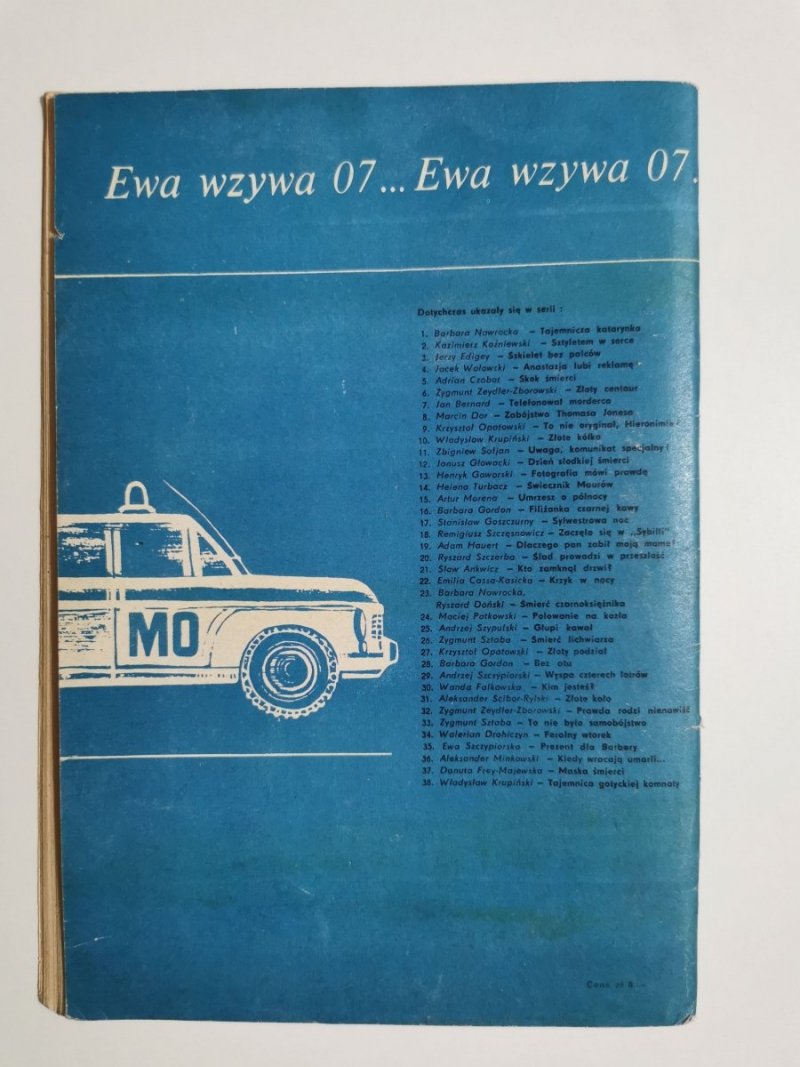 Ewa wzywa 07... Ewa wzywa 07.
Dotychczas ukazały się w serii :
1. Barbara Nawrocka – Tajemnicza katarynka
2. Kazimierz Koźniewski – Sztyletem w serce
3. Jerzy Edigey – Szkielet bez palców
4. Jacek Wołowski – Anastazja lubi reklamę
5. Adrian Czobot – Skok śmierci
6. Zygmunt Zeydler-Zborowski – Złoty centaur
7. Jan Bernard – Telefonował morderca
8. Marcin Dor – Zabójstwo Thomasa Jonesa
9. Krzysztof Opatowski – To nie oryginał, Hieronimie!
10. Władysław Krupiński – Złote kółko
11. Zbigniew Safjan – Uwaga, komunikat specjalny!
12. Janusz Głowacki – Dzień słodkiej śmierci
13. Henryk Gaworski – Fotografia mówi prawdę
14. Helena Turbacz – Świecznik Maurów
15. Artur Morena – Umrzesz o północy
16. Barbara Gordon – Filiżanka czarnej kawy
17. Stanisław Goszczurny – Sylwestrowa noc
18. Remigiusz Szczęsnowicz – Zaczęło się w „Sybilli"
19. Adam Hauert – Dlaczego pan zabił moją mamę?
20. Ryszard Szczerba – Ślad prowadzi w przeszłość
21. Sław Ankwicz – Kto zamknął drzwi?
22. Emilia Cassa-Kasicka – Krzyk w nocy
23. Barbara Nawrocka,
Ryszard Doński – Śmierć czarnoksiężnika
24. Maciej Patkowski – Polowanie na kozła
25. Andrzej Szypulski – Głupi kawał
26. Zygmunt Sztaba – Śmierć lichwiarza
27. Krzysztof Opatowski – Złoty podział
28. Barbara Gordon – Bez atu
29. Andrzej Szczypiorski – Wyspa czterech łotrów
30. Wanda Falkowska – Kim jesteś?
31. Aleksander Ścibor-Rylski – Złote koło
32. Zygmunt Zeydler-Zborowski – Prawda rodzi nienawiść
33. Zygmunt Sztaba – To nie było samobójstwo
34. Walerian Drohiczyn – Feralny wtorek
35. Ewa Szczypiorska – Prezent dla Barbary
36. Aleksander Minkowski – Kiedy wracają umarli...
37. Danuta Frey-Majewska – Maska śmierci
38. Władysław Krupiński – Tajemnica gotyckiej komnaty
MO
Cena zł 8.–